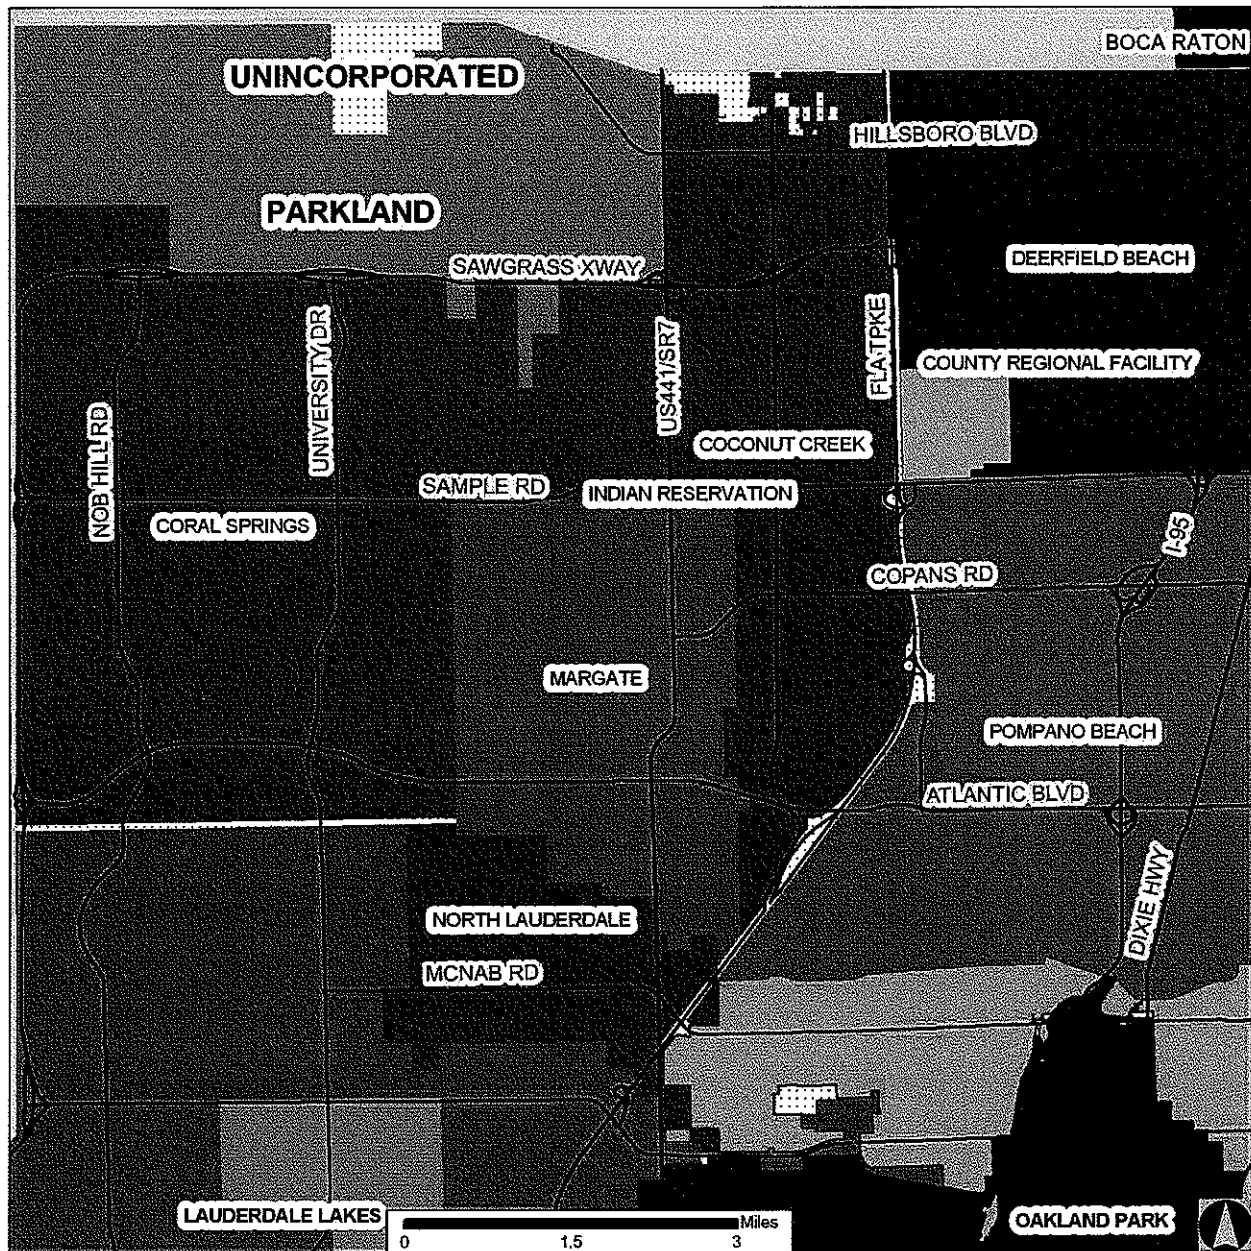 BOCA RATON
UNINCORPORATED
HILLSBORO BLVD
PARKLAND
SAWGRASS XWAY
DEERFIELD BEACH
UNIVERSITY DR
US441/SR7
FLA TPKE
COUNTY REGIONAL FACILITY
NOB HILL RD
COCONUT CREEK
SAMPLE RD
INDIAN RESERVATION
CORAL SPRINGS
I-95
COPANS RD
MARGATE
POMPANO BEACH
ATLANTIC BLVD
DIXIE HWY
NORTH LAUDERDALE
MCNAB RD
LAUDERDALE LAKES
OAKLAND PARK
Miles
0 1.5 3